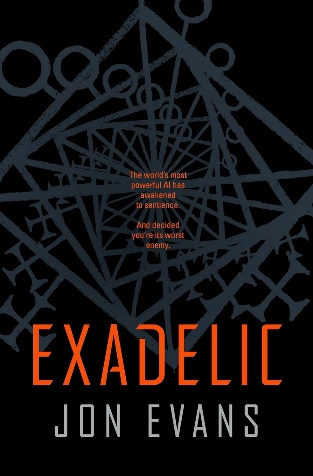 The world's most
powerful AI has
awakened
to sentience.
And decided
you're its worst
enemy.
EXADELIC
JON EVANS